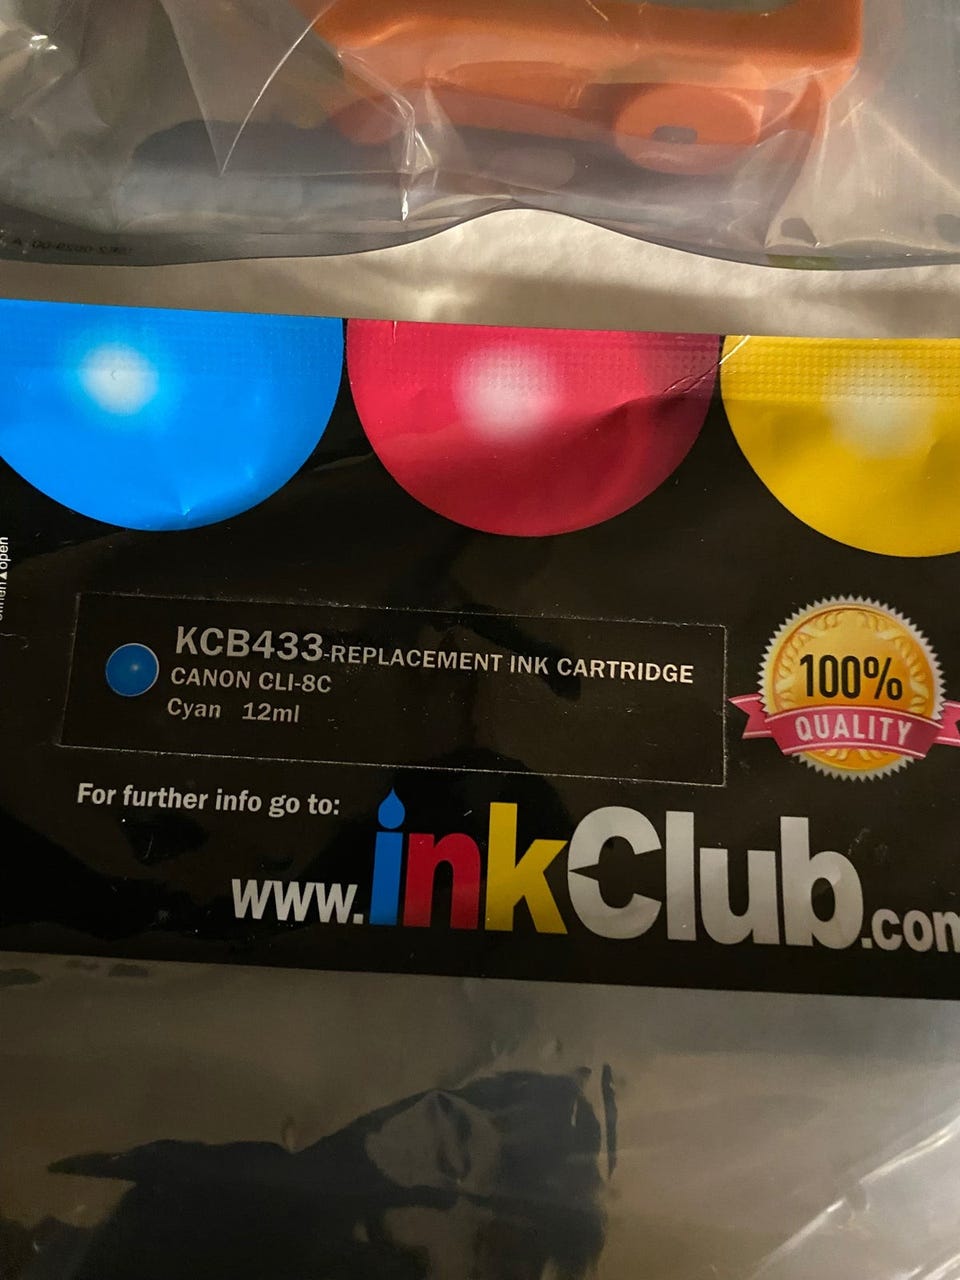 open
KCB433-REPLACEMENT INK CARTRIDGE
CANON CLI-8C
Cyan 12ml
100%
QUALITY
For further info go to:
www.inkClub.com